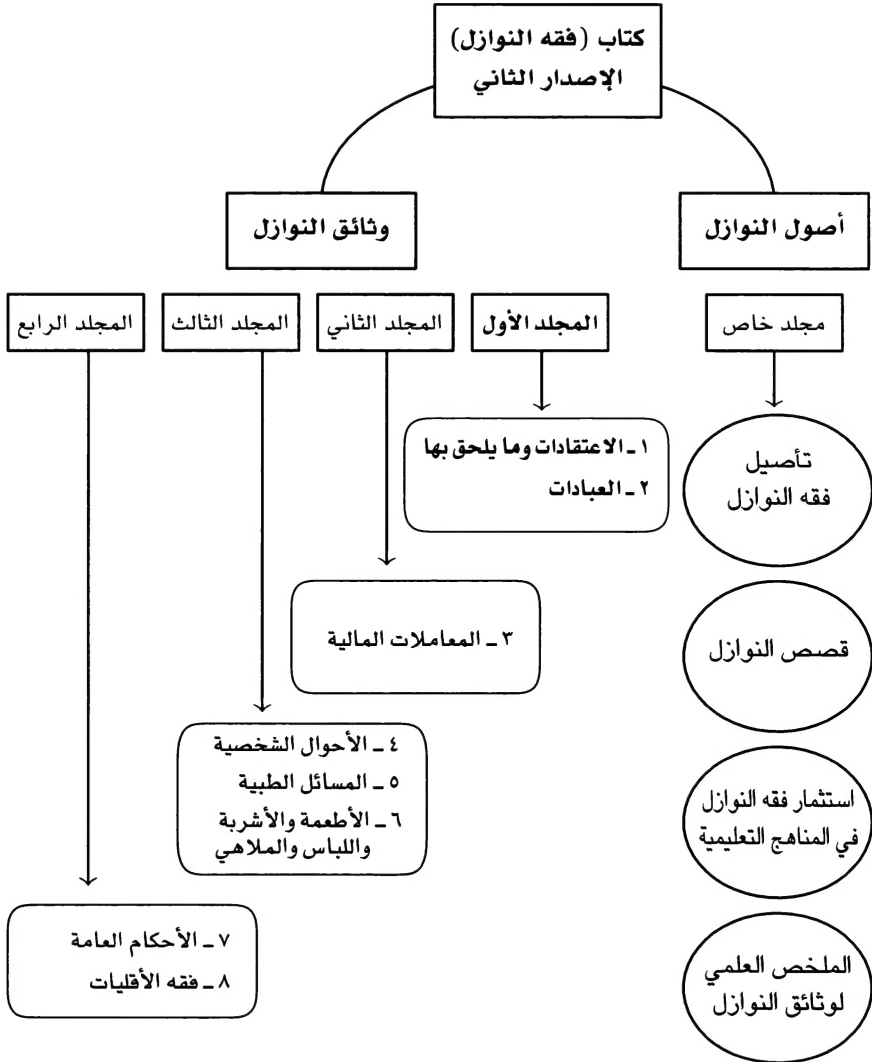 كتاب (فقه النوازل)
الإصدار الثاني
أصول النوازل
وثائق النوازل
مجلد خاص
المجلد الأول
المجلد الثاني
المجلد الثالث
المجلد الرابع
تأصيل
فقه النوازل
قصص النوازل
استثمار فقه النوازل
في المناهج التعليمية
الملخص العلمي
لوثائق النوازل
١ ـ الاعتقادات وما يلحق بها
٢ ـ العبادات
٣ ـ المعاملات المالية
٤ ـ الأحوال الشخصية
٥ ـ المسائل الطبية
٦ ـ الأطعمة والأشربة
واللباس والملاهي
٧ ـ الأحكام العامة
٨ ـ فقه الأقليات